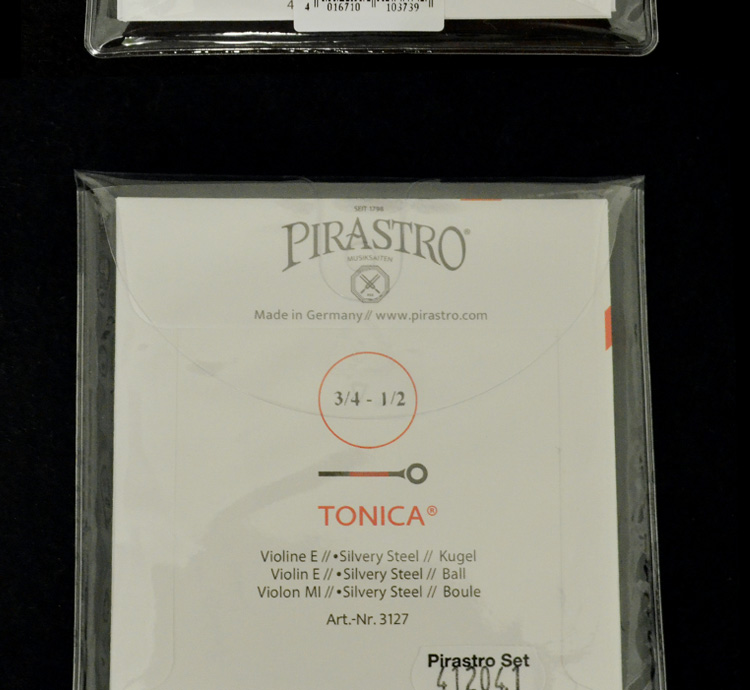 4 016710 103739
SEIT 1798
PIRASTRO®
MUSIKSAITEN
Made in Germany // www.pirastro.com
3/4 - 1/2
TONICA®
Violine E // •Silvery Steel // Kugel
Violin E // •Silvery Steel // Ball
Violon MI // •Silvery Steel // Boule
Art.-Nr. 3127
Pirastro Set
412041